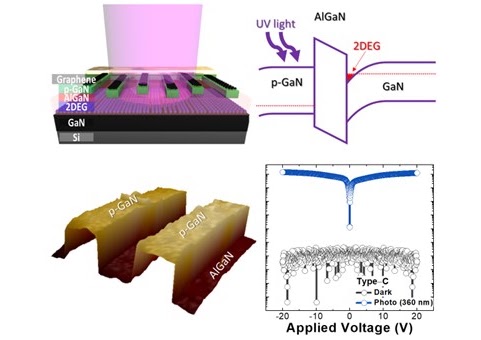 Graphene
p-GaN
AlGaN
2DEG
GaN
Si
AlGaN
UV light
2DEG
p-GaN
GaN
p-GaN
p-GaN
AlGaN
Type C
Dark
Photo (360 nm)
-20 -10 0 10 20
Applied Voltage (V)